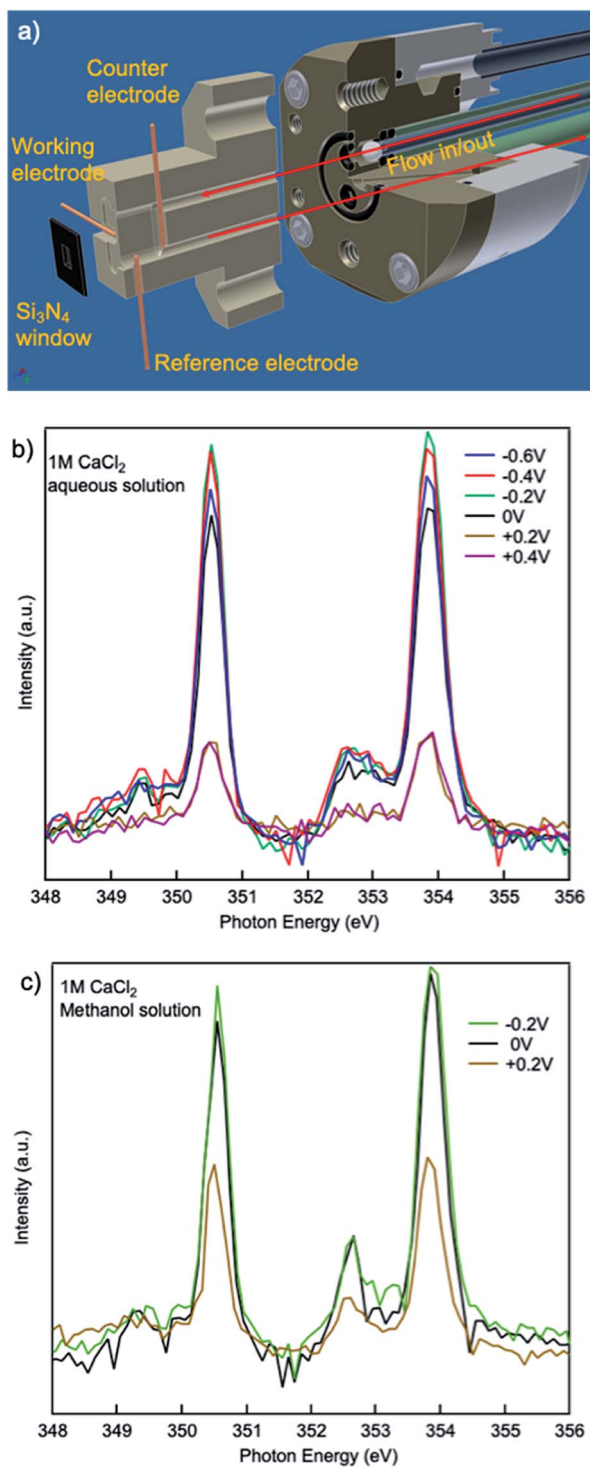 a)
Counter
electrode
Working
electrode
Flow in/out
Si₃N₄
window
Reference electrode
b)
1M CaCl₂
aqueous solution
-0.6V
-0.4V
-0.2V
0V
+0.2V
+0.4V
Intensity (a.u.)
348 349 350 351 352 353 354 355 356
Photon Energy (eV)
c)
1M CaCl₂
Methanol solution
-0.2V
0V
+0.2V
Intensity (a.u.)
348 349 350 351 352 353 354 355 356
Photon Energy (eV)